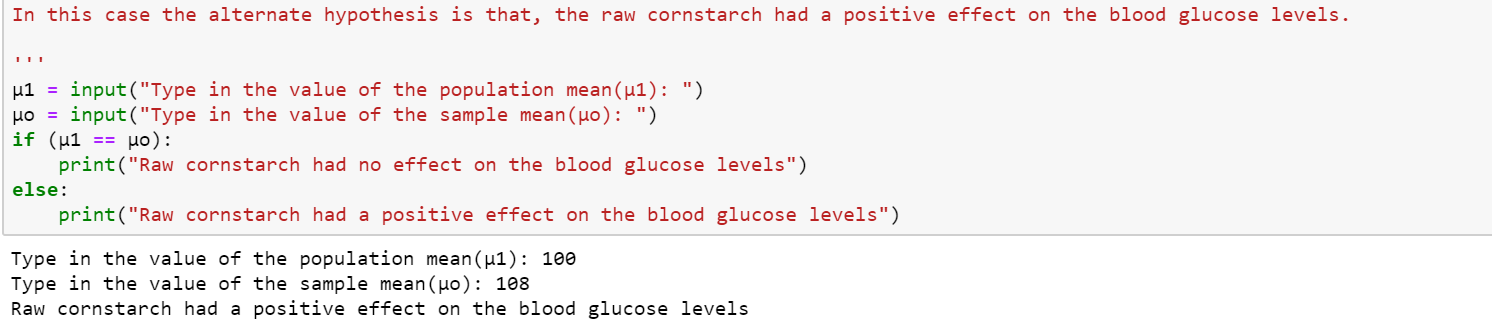 In this case the alternate hypothesis is that, the raw cornstarch had a positive effect on the blood glucose levels.
'''
μ1 = input("Type in the value of the population mean(μ1): ")
μo = input("Type in the value of the sample mean(μo): ")
if (μ1 == μo):
    print("Raw cornstarch had no effect on the blood glucose levels")
else:
    print("Raw cornstarch had a positive effect on the blood glucose levels")
Type in the value of the population mean(μ1): 100
Type in the value of the sample mean(μo): 108
Raw cornstarch had a positive effect on the blood glucose levels